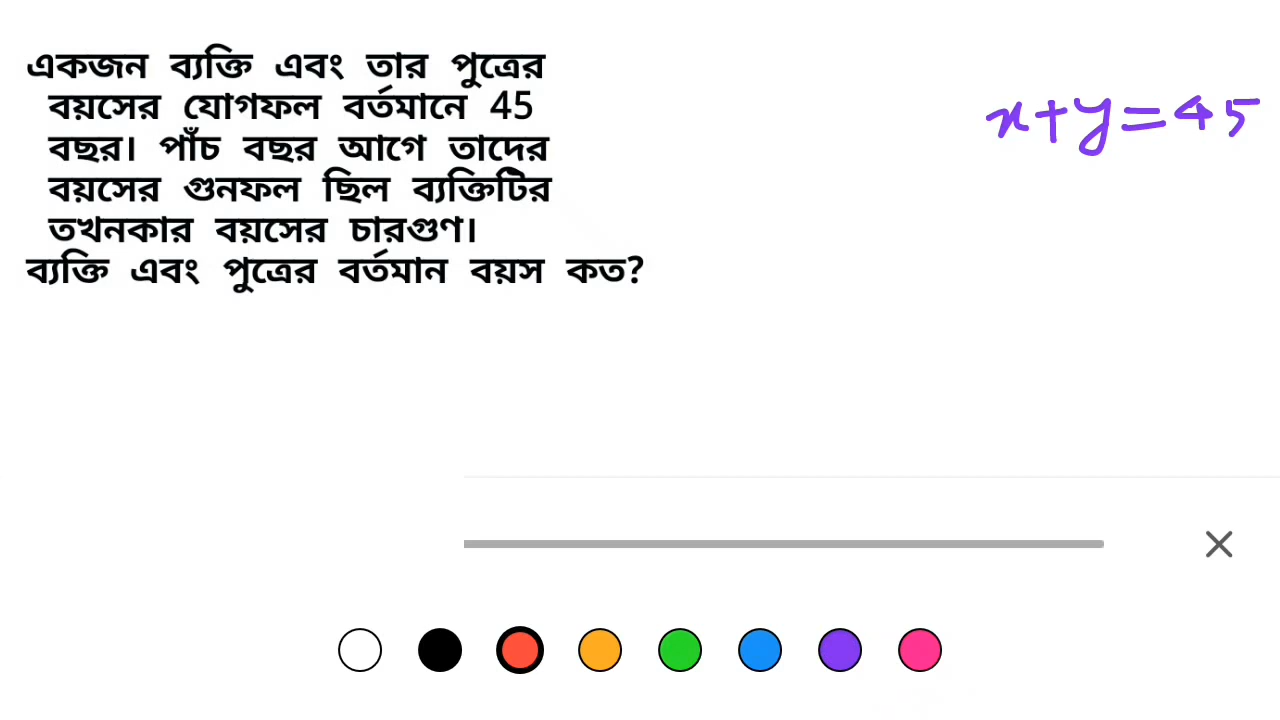 একজন ব্যক্তি এবং তার পুত্রের
বয়সের যোগফল বর্তমানে 45
বছর। পাঁচ বছর আগে তাদের
বয়সের গুনফল ছিল ব্যক্তিটির
তখনকার বয়সের চারগুণ।
ব্যক্তি এবং পুত্রের বর্তমান বয়স কত?
x+y=45